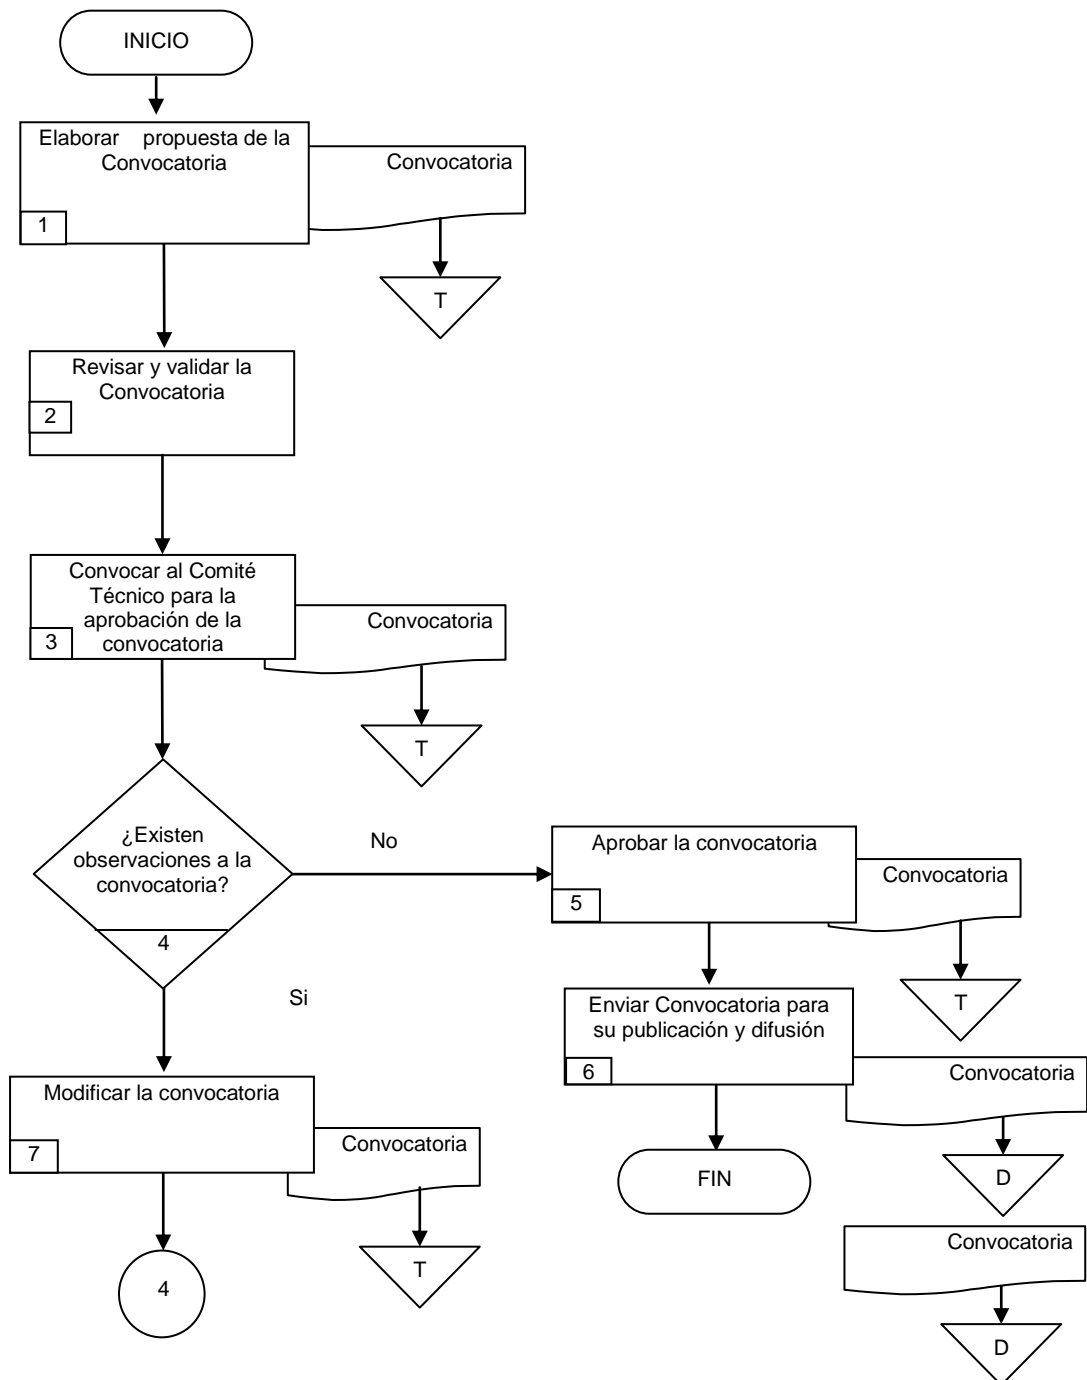 INICIO
Elaborar propuesta de la
Convocatoria
1
Convocatoria
T
Revisar y validar la
Convocatoria
2
Convocar al Comité
Técnico para la
aprobación de la
convocatoria
3
Convocatoria
T
¿Existen
observaciones a la
convocatoria?
4
No
Aprobar la convocatoria
5
Convocatoria
T
Si
Enviar Convocatoria para
su publicación y difusión
6
Convocatoria
D
Modificar la convocatoria
7
Convocatoria
T
FIN
Convocatoria
D
4